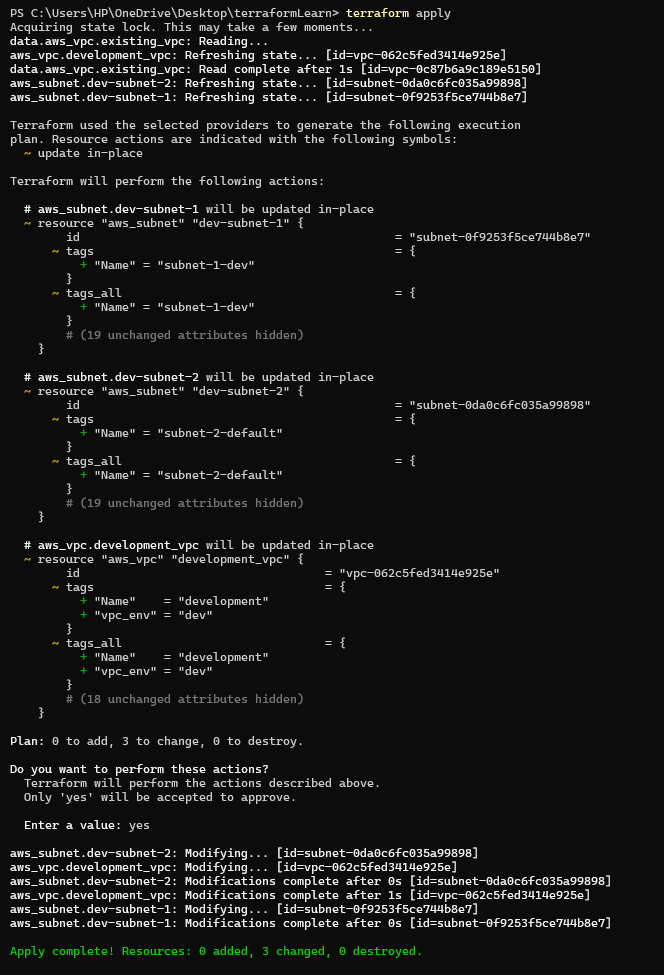 PS C:\Users\HP\OneDrive\Desktop\terraformLearn> terraform apply
Acquiring state lock. This may take a few moments...
data.aws_vpc.existing_vpc: Reading...
aws_vpc.development_vpc: Refreshing state... [id=vpc-062c5fed3414e925e]
data.aws_vpc.existing_vpc: Read complete after 1s [id=vpc-0c87b6a9c189e5150]
aws_subnet.dev-subnet-2: Refreshing state... [id=subnet-0da0c6fc035a99898]
aws_subnet.dev-subnet-1: Refreshing state... [id=subnet-0f9253f5ce744b8e7]

Terraform used the selected providers to generate the following execution
plan. Resource actions are indicated with the following symbols:
  ~ update in-place

Terraform will perform the following actions:

  # aws_subnet.dev-subnet-1 will be updated in-place
  ~ resource "aws_subnet" "dev-subnet-1" {
        id                                             = "subnet-0f9253f5ce744b8e7"
      ~ tags                                           = {
          + "Name" = "subnet-1-dev"
        }
      ~ tags_all                                       = {
          + "Name" = "subnet-1-dev"
        }
        # (19 unchanged attributes hidden)
    }

  # aws_subnet.dev-subnet-2 will be updated in-place
  ~ resource "aws_subnet" "dev-subnet-2" {
        id                                             = "subnet-0da0c6fc035a99898"
      ~ tags                                           = {
          + "Name" = "subnet-2-default"
        }
      ~ tags_all                                       = {
          + "Name" = "subnet-2-default"
        }
        # (19 unchanged attributes hidden)
    }

  # aws_vpc.development_vpc will be updated in-place
  ~ resource "aws_vpc" "development_vpc" {
        id                                   = "vpc-062c5fed3414e925e"
      ~ tags                                 = {
          + "Name"    = "development"
          + "vpc_env" = "dev"
        }
      ~ tags_all                             = {
          + "Name"    = "development"
          + "vpc_env" = "dev"
        }
        # (18 unchanged attributes hidden)
    }

Plan: 0 to add, 3 to change, 0 to destroy.

Do you want to perform these actions?
  Terraform will perform the actions described above.
  Only 'yes' will be accepted to approve.

  Enter a value: yes

aws_subnet.dev-subnet-2: Modifying... [id=subnet-0da0c6fc035a99898]
aws_vpc.development_vpc: Modifying... [id=vpc-062c5fed3414e925e]
aws_subnet.dev-subnet-2: Modifications complete after 0s [id=subnet-0da0c6fc035a99898]
aws_vpc.development_vpc: Modifications complete after 1s [id=vpc-062c5fed3414e925e]
aws_subnet.dev-subnet-1: Modifying... [id=subnet-0f9253f5ce744b8e7]
aws_subnet.dev-subnet-1: Modifications complete after 0s [id=subnet-0f9253f5ce744b8e7]

Apply complete! Resources: 0 added, 3 changed, 0 destroyed.